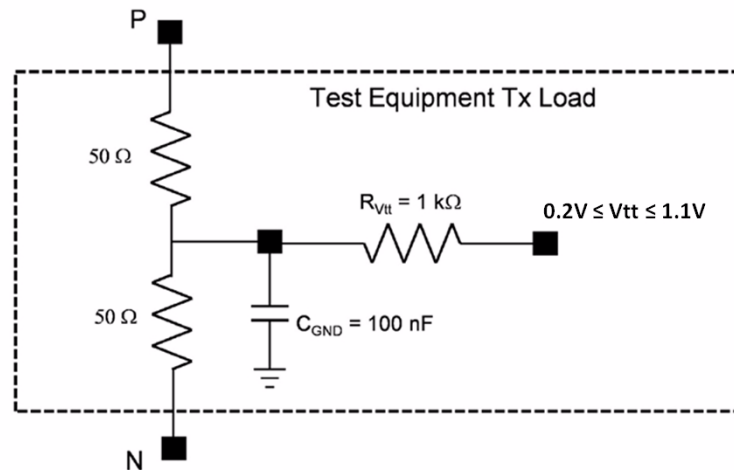 P
Test Equipment Tx Load
50 Ω
R_Vtt = 1 kΩ
0.2V ≤ Vtt ≤ 1.1V
50 Ω
C_GND = 100 nF
N